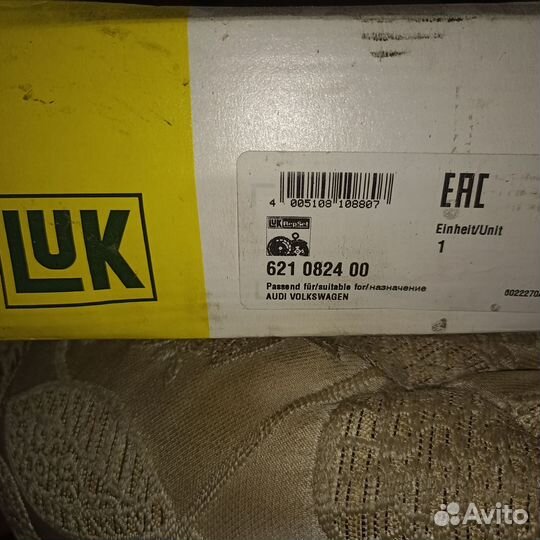 LUK
4 005108 108807
EAC
LUK RepSet
Einheit/Unit
1
621 0824 00
Passend für/suitable for/назначение
AUDI VOLKSWAGEN
6022270
Avito